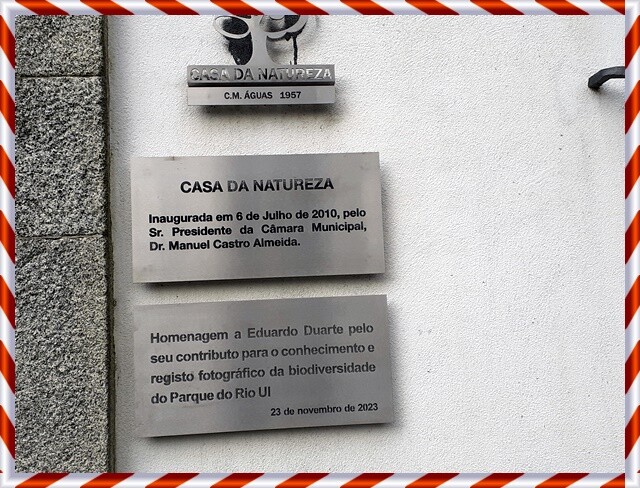 CASA DA NATUREZA
C.M. ÁGUAS 1957
CASA DA NATUREZA
Inaugurada em 6 de Julho de 2010, pelo
Sr. Presidente da Câmara Municipal,
Dr. Manuel Castro Almeida.
Homenagem a Eduardo Duarte pelo
seu contributo para o conhecimento e
registo fotográfico da biodiversidade
do Parque do Rio Ul
23 de novembro de 2023